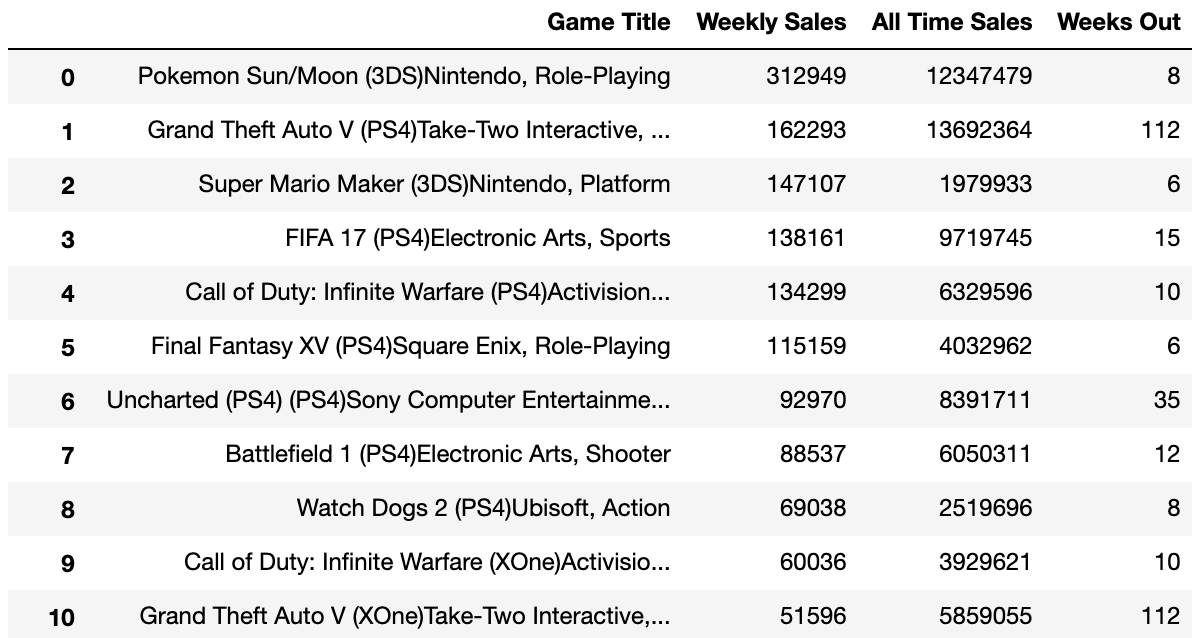 Game Title Weekly Sales All Time Sales Weeks Out
0 Pokemon Sun/Moon (3DS)Nintendo, Role-Playing 312949 12347479 8
1 Grand Theft Auto V (PS4)Take-Two Interactive, ... 162293 13692364 112
2 Super Mario Maker (3DS)Nintendo, Platform 147107 1979933 6
3 FIFA 17 (PS4)Electronic Arts, Sports 138161 9719745 15
4 Call of Duty: Infinite Warfare (PS4)Activision... 134299 6329596 10
5 Final Fantasy XV (PS4)Square Enix, Role-Playing 115159 4032962 6
6 Uncharted (PS4) (PS4)Sony Computer Entertainme... 92970 8391711 35
7 Battlefield 1 (PS4)Electronic Arts, Shooter 88537 6050311 12
8 Watch Dogs 2 (PS4)Ubisoft, Action 69038 2519696 8
9 Call of Duty: Infinite Warfare (XOne)Activisio... 60036 3929621 10
10 Grand Theft Auto V (XOne)Take-Two Interactive,... 51596 5859055 112